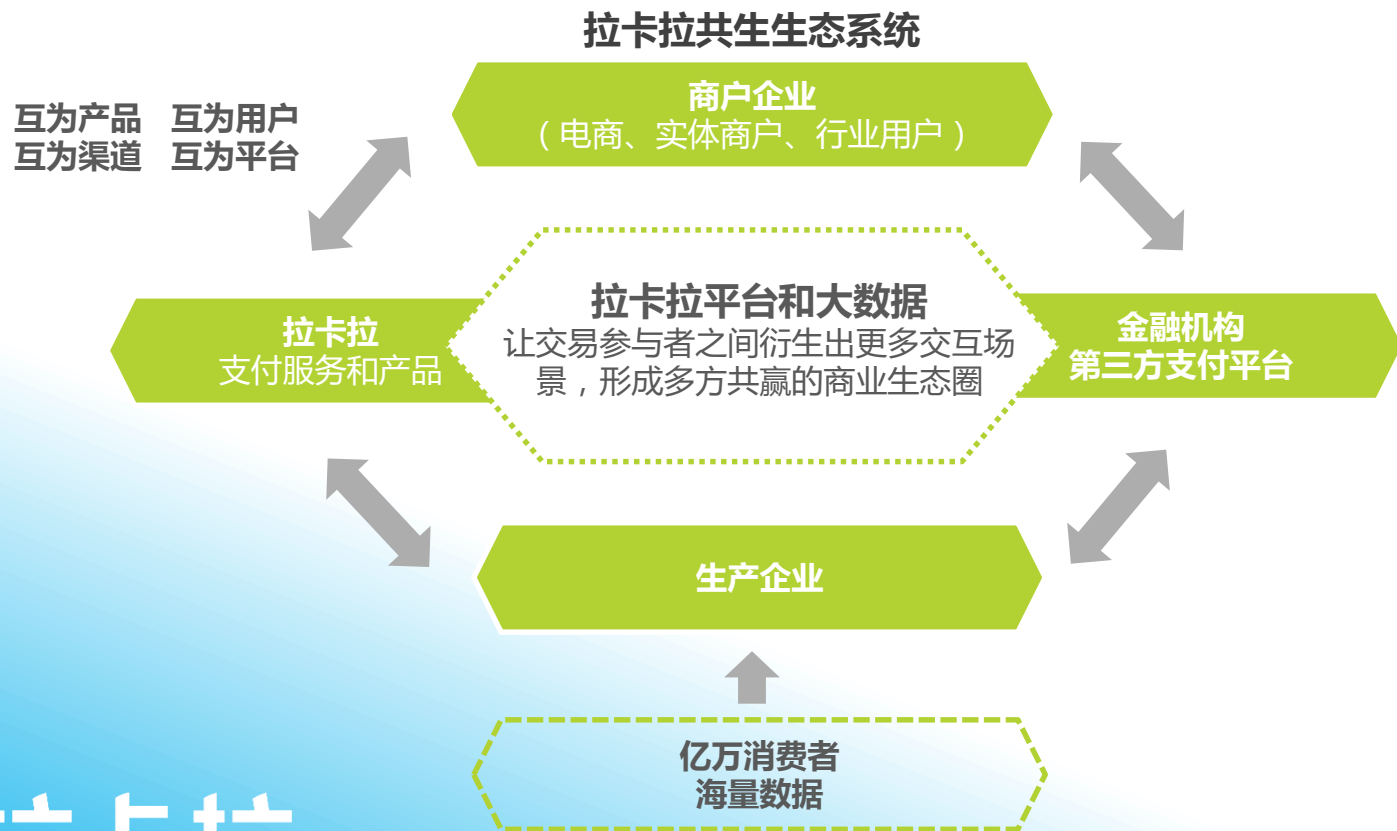 拉卡拉共生生态系统
互为产品 互为用户
互为渠道 互为平台
商户企业
（电商、实体商户、行业用户）
拉卡拉
支付服务和产品
拉卡拉平台和大数据
让交易参与者之间衍生出更多交互场
景，形成多方共赢的商业生态圈
金融机构
第三方支付平台
生产企业
亿万消费者
海量数据
拉卡拉